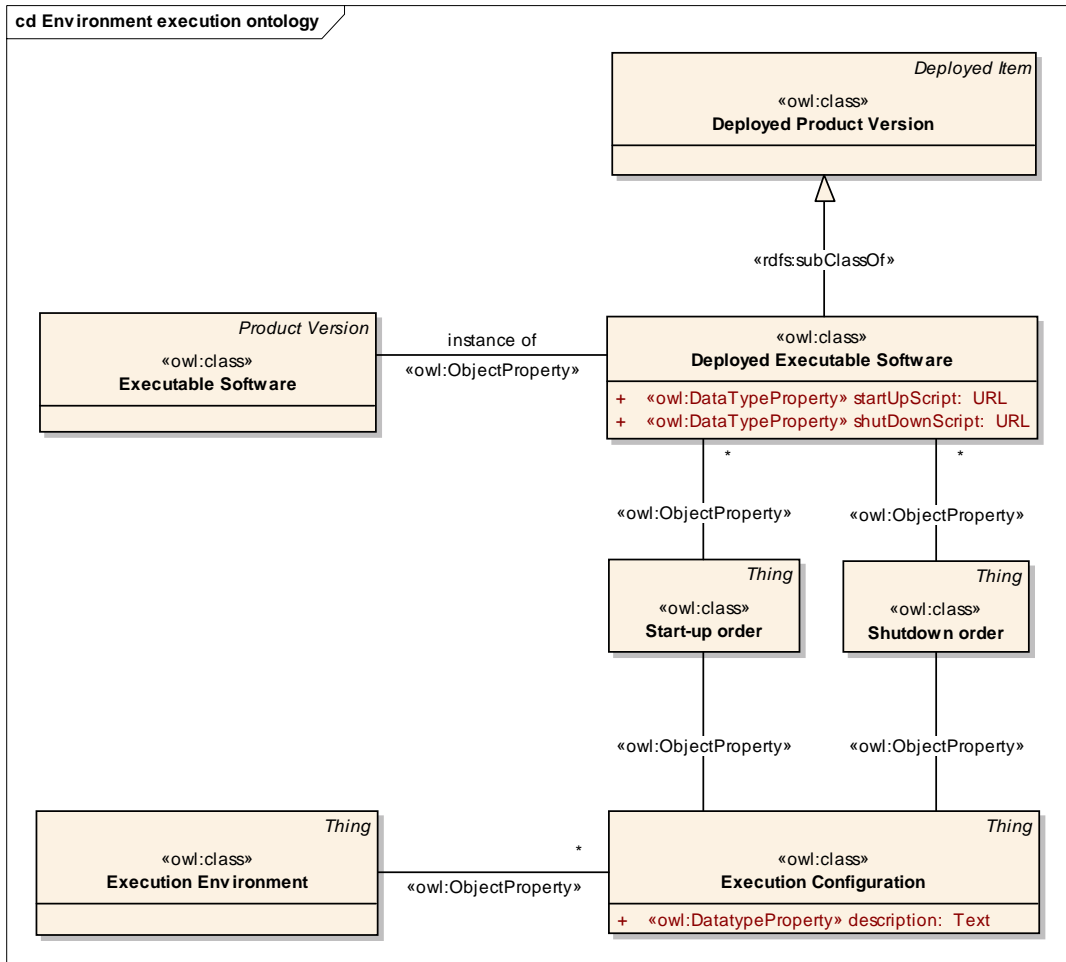 cd Environment execution ontology
Deployed Item
«owl:class»
Deployed Product Version
«rdfs:subClassOf»
Product Version
«owl:class»
Executable Software
instance of
«owl:ObjectProperty»
«owl:class»
Deployed Executable Software
+ «owl:DataTypeProperty» startUpScript: URL
+ «owl:DataTypeProperty» shutDownScript: URL
* *
«owl:ObjectProperty» «owl:ObjectProperty»
Thing
«owl:class»
Start-up order
Thing
«owl:class»
Shutdown order
«owl:ObjectProperty» «owl:ObjectProperty»
Thing
«owl:class»
Execution Environment
*
«owl:ObjectProperty»
Thing
«owl:class»
Execution Configuration
+ «owl:DatatypeProperty» description: Text